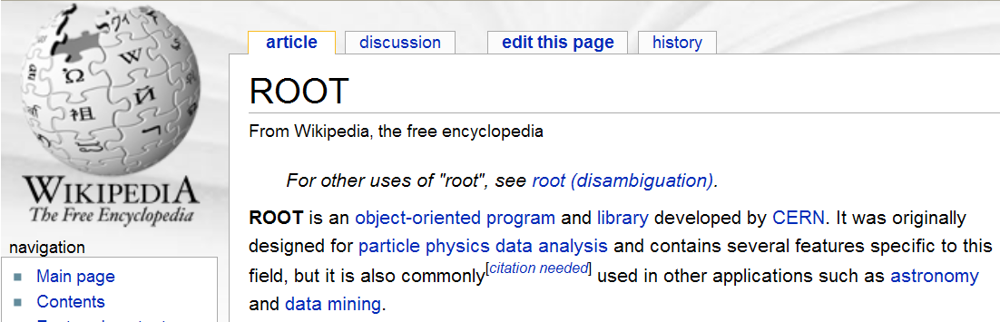 article discussion edit this page history
ROOT
From Wikipedia, the free encyclopedia
For other uses of "root", see root (disambiguation).
ROOT is an object-oriented program and library developed by CERN. It was originally
designed for particle physics data analysis and contains several features specific to this
field, but it is also commonly[citation needed] used in other applications such as astronomy
and data mining.
Ω W И 祖
WIKIPEDIA
The Free Encyclopedia
navigation
Main page
Contents